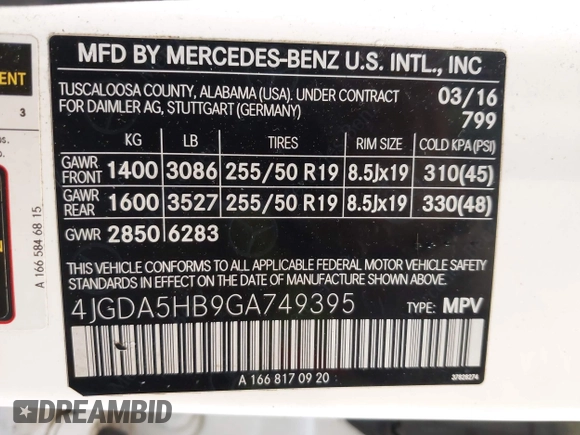 MFD BY MERCEDES-BENZ U.S. INTL., INC
TUSCALOOSA COUNTY, ALABAMA (USA). UNDER CONTRACT
FOR DAIMLER AG, STUTTGART (GERMANY)
03/16
799
KG LB TIRES RIM SIZE COLD KPA(PSI)
GAWR FRONT 1400 3086 255/50 R19 8.5Jx19 310(45)
GAWR REAR 1600 3527 255/50 R19 8.5Jx19 330(48)
GVWR 2850 6283
THIS VEHICLE CONFORMS TO ALL APPLICABLE FEDERAL MOTOR VEHICLE SAFETY
STANDARDS IN EFFECT ON THE DATE OF MANUFACTURE SHOWN ABOVE.
4JGDA5HB9GA749395 TYPE: MPV
A 166 817 09 20
37828274
3
A 166 584 68 15
DREAMBID